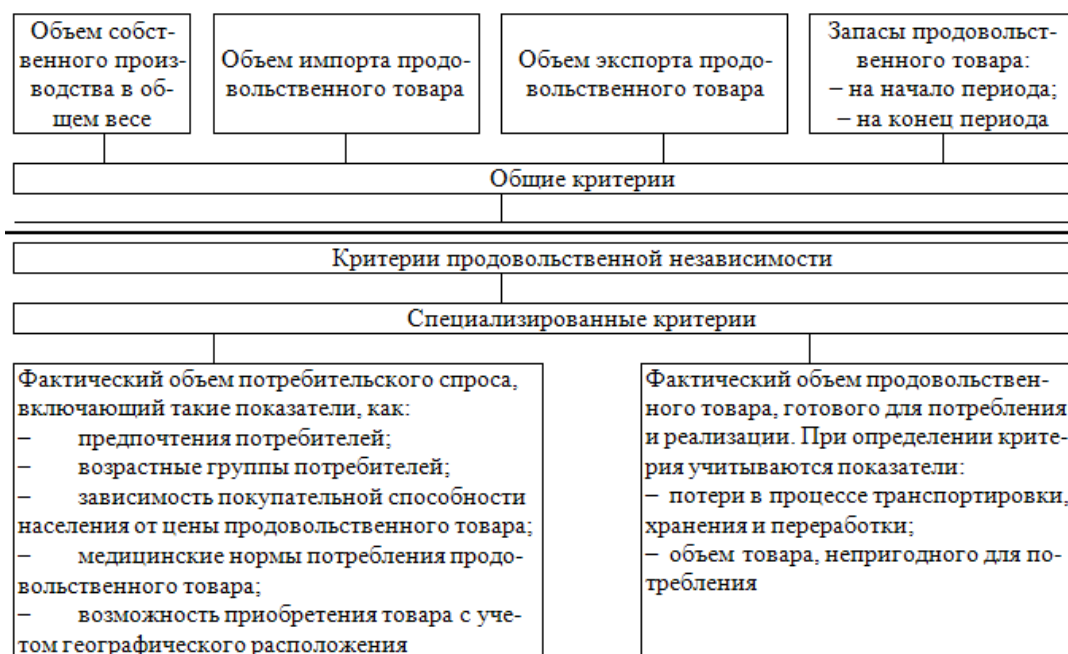 Объем собст-
венного произ-
водства в об-
щем весе
Объем импорта продо-
вольственного товара
Объем экспорта продо-
вольственного товара
Запасы продовольст-
венного товара:
– на начало периода;
– на конец периода
Общие критерии
Критерии продовольственной независимости
Специализированные критерии
Фактический объем потребительского спроса,
включающий такие показатели, как:
– предпочтения потребителей;
– возрастные группы потребителей;
– зависимость покупательной способности
населения от цены продовольственного товара;
– медицинские нормы потребления продо-
вольственного товара;
– возможность приобретения товара с уче-
том географического расположения
Фактический объем продовольствен-
ного товара, готового для потребления
и реализации. При определении крите-
рия учитываются показатели:
– потери в процессе транспортировки,
хранения и переработки;
– объем товара, непригодного для по-
требления